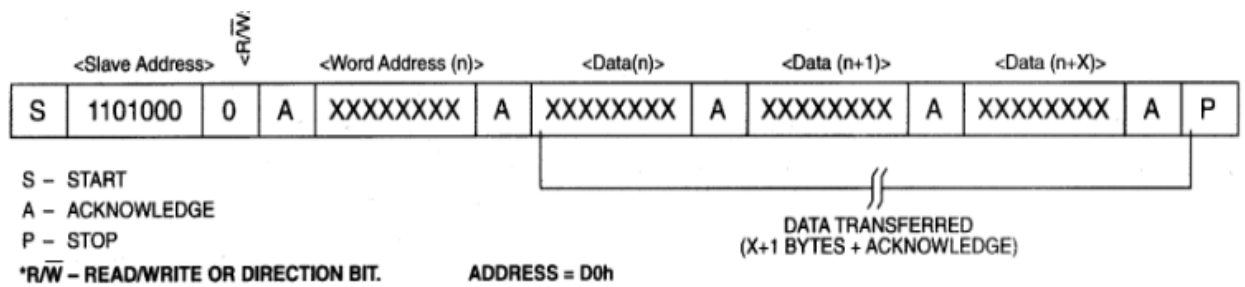 <R/W̅>
<Slave Address> <Word Address (n)> <Data(n)> <Data (n+1)> <Data (n+X)>
S 1101000 0 A XXXXXXXX A XXXXXXXX A XXXXXXXX A XXXXXXXX A P
S – START
A – ACKNOWLEDGE
P – STOP
*R/W̅ – READ/WRITE OR DIRECTION BIT. ADDRESS = D0h
DATA TRANSFERRED
(X+1 BYTES + ACKNOWLEDGE)